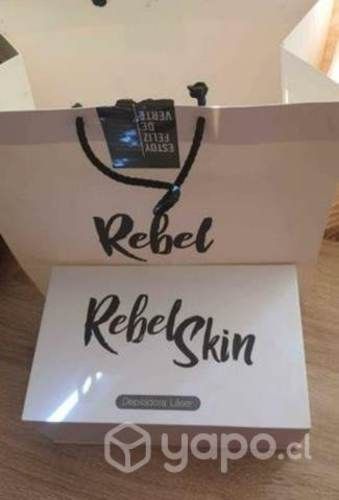 ESTOY
FELIZ
DE
VERTE
Rebel
Rebel
Skin
Depiladora Láser
yapo.cl